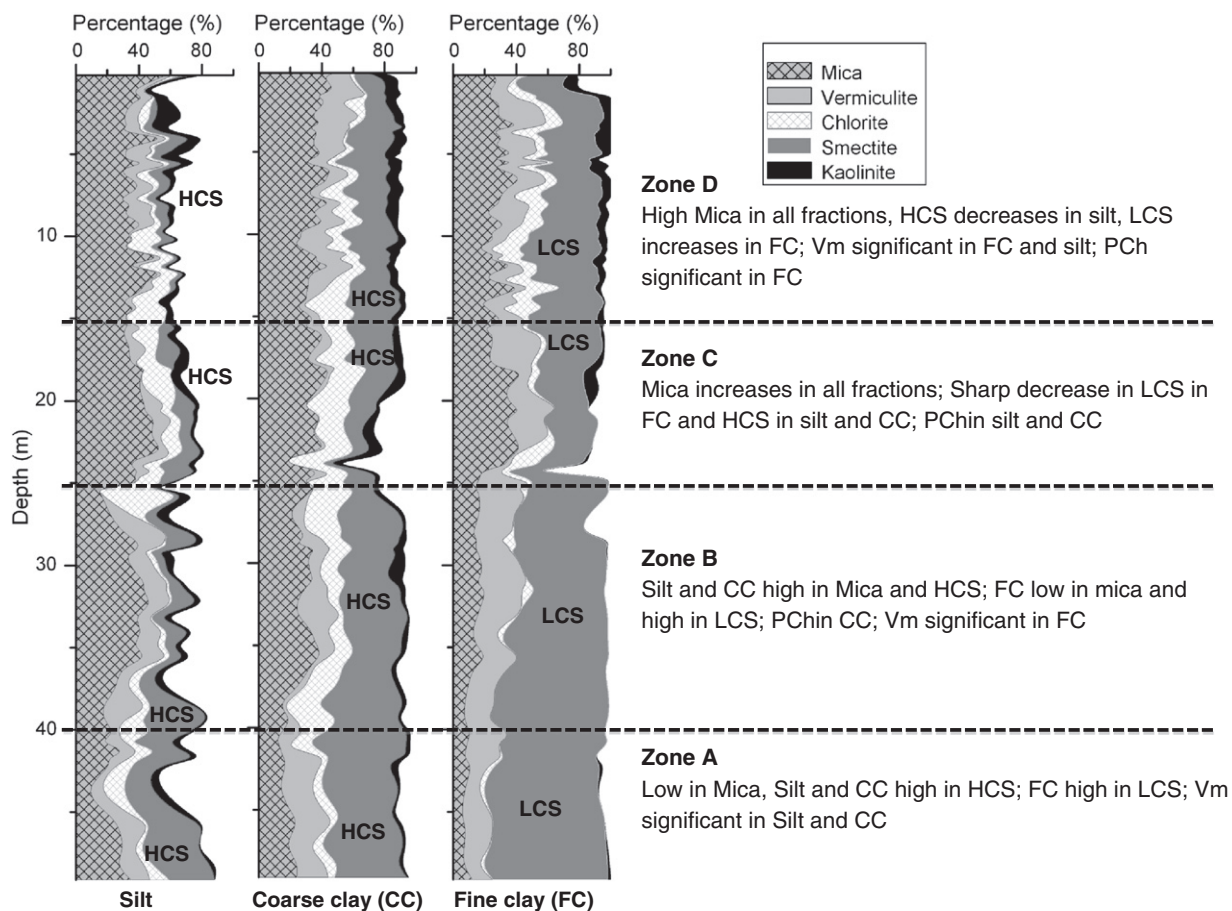 Percentage (%)
0 40 80
Percentage (%)
0 40 80
Percentage (%)
0 40 80
Mica
Vermiculite
Chlorite
Smectite
Kaolinite
Depth (m)
10
20
30
40
HCS
HCS
HCS
HCS
Silt
HCS
HCS
HCS
HCS
Coarse clay (CC)
LCS
LCS
LCS
LCS
Fine clay (FC)
Zone D
High Mica in all fractions, HCS decreases in silt, LCS
increases in FC; Vm significant in FC and silt; PCh
significant in FC
Zone C
Mica increases in all fractions; Sharp decrease in LCS in
FC and HCS in silt and CC; PChin silt and CC
Zone B
Silt and CC high in Mica and HCS; FC low in mica and
high in LCS; PChin CC; Vm significant in FC
Zone A
Low in Mica, Silt and CC high in HCS; FC high in LCS; Vm
significant in Silt and CC